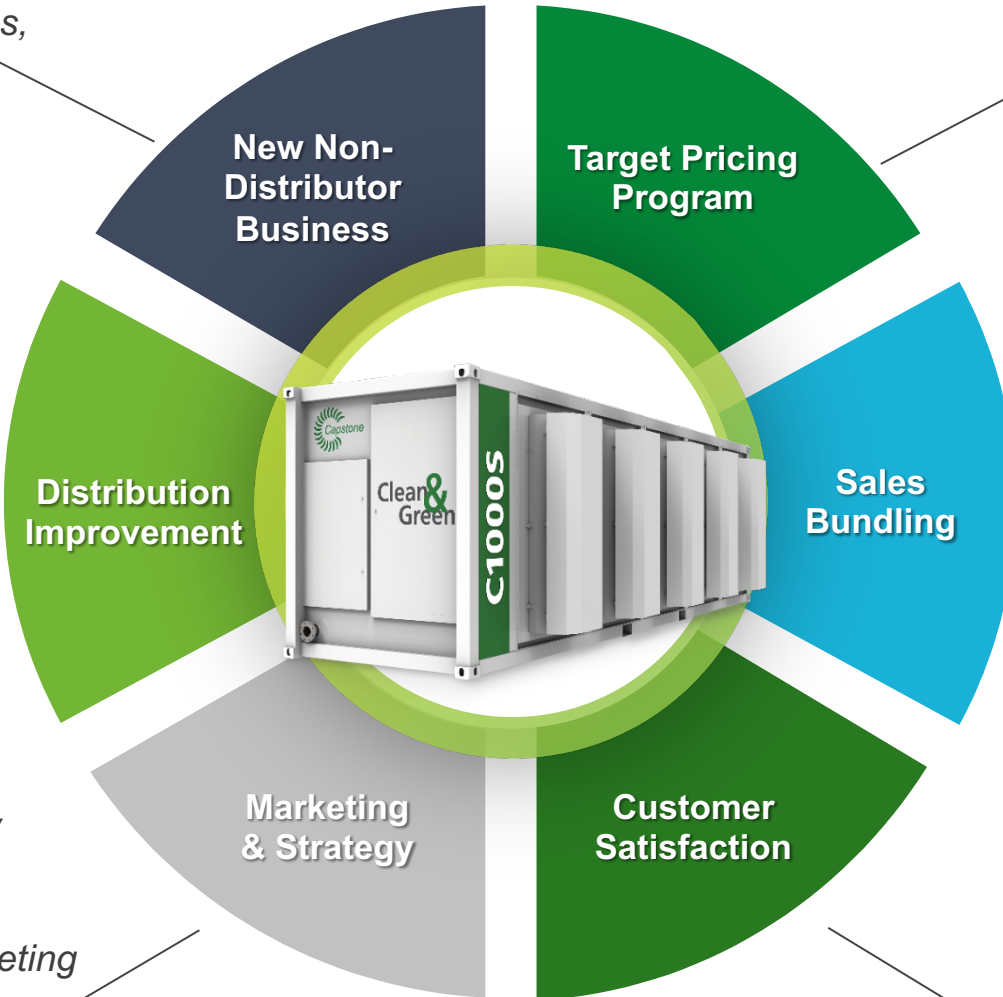 s,
New Non-
Distributor
Business
Target Pricing
Program
Distribution
Improvement
Capstone
Clean&
Green
C1000S
Sales
Bundling
Marketing
& Strategy
Customer
Satisfaction
eting